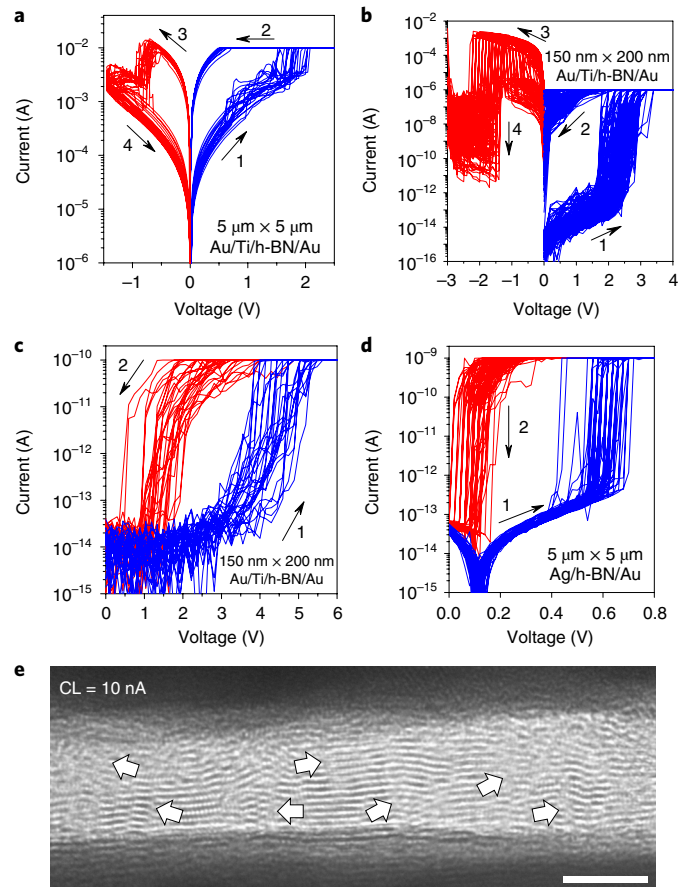 a
Current (A)
10⁻²
10⁻³
10⁻⁴
10⁻⁵
10⁻⁶
3
2
4
1
5 μm × 5 μm
Au/Ti/h-BN/Au
−1
0
1
2
Voltage (V)
b
Current (A)
10⁻²
10⁻⁴
10⁻⁶
10⁻⁸
10⁻¹⁰
10⁻¹²
10⁻¹⁴
10⁻¹⁶
3
150 nm × 200 nm
Au/Ti/h-BN/Au
4
2
1
−3
−2
−1
0
1
2
3
4
Voltage (V)
c
Current (A)
10⁻¹⁰
10⁻¹¹
10⁻¹²
10⁻¹³
10⁻¹⁴
10⁻¹⁵
2
1
150 nm × 200 nm
Au/Ti/h-BN/Au
0
1
2
3
4
5
6
Voltage (V)
d
Current (A)
10⁻⁹
10⁻¹⁰
10⁻¹¹
10⁻¹²
10⁻¹³
10⁻¹⁴
10⁻¹⁵
2
1
5 μm × 5 μm
Ag/h-BN/Au
0.0
0.2
0.4
0.6
0.8
Voltage (V)
e
CL = 10 nA